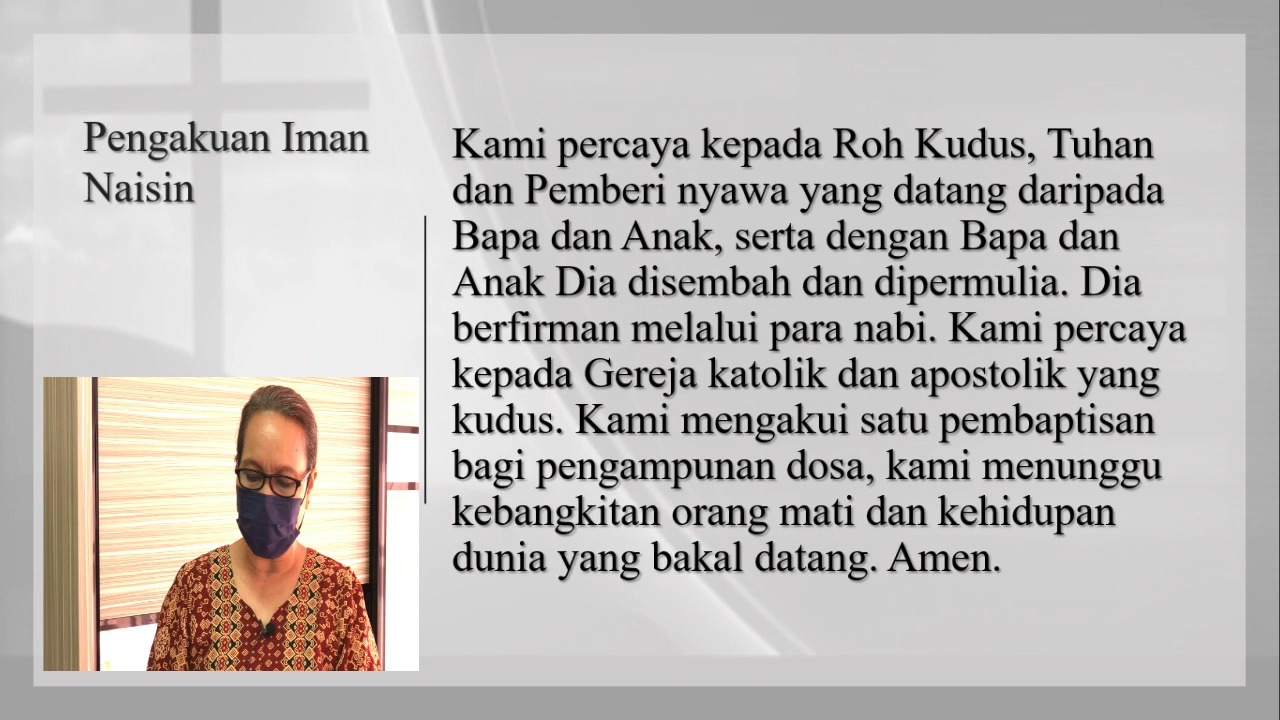 Pengakuan Iman
Naisin
Kami percaya kepada Roh Kudus, Tuhan
dan Pemberi nyawa yang datang daripada
Bapa dan Anak, serta dengan Bapa dan
Anak Dia disembah dan dipermulia. Dia
berfirman melalui para nabi. Kami percaya
kepada Gereja katolik dan apostolik yang
kudus. Kami mengakui satu pembaptisan
bagi pengampunan dosa, kami menunggu
kebangkitan orang mati dan kehidupan
dunia yang bakal datang. Amen.